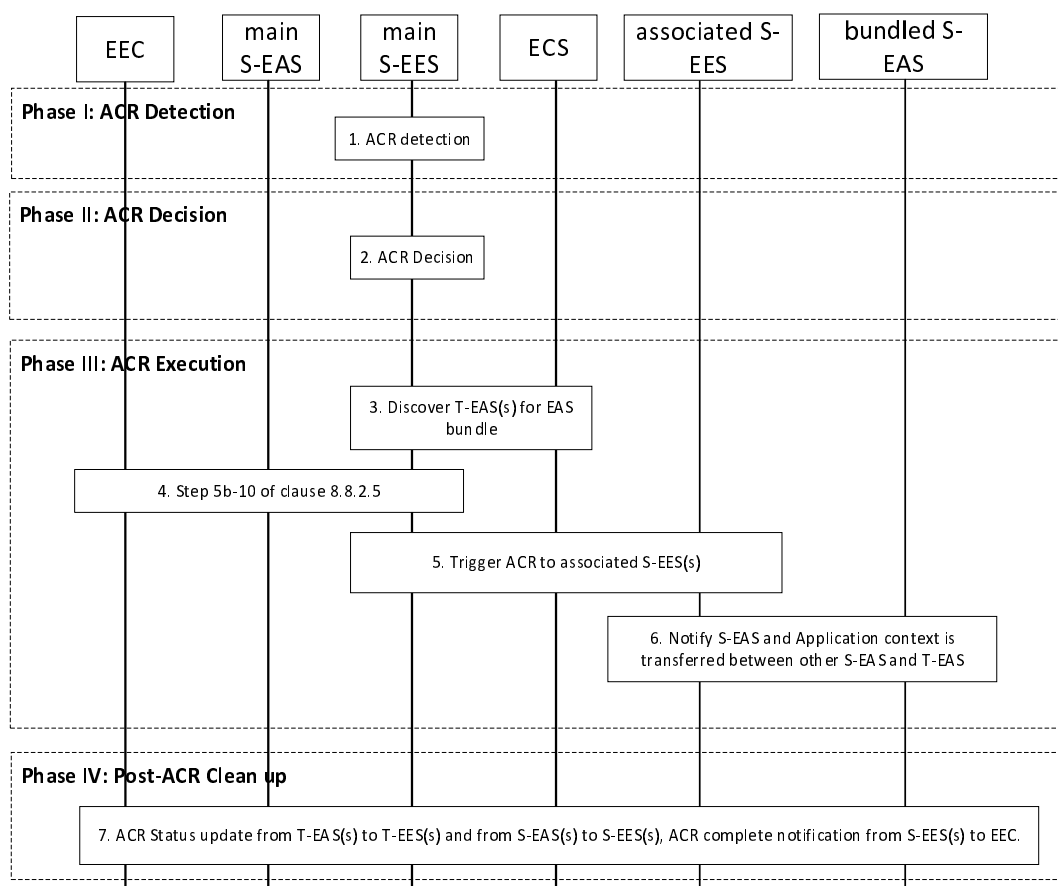 EEC
main
S-EAS
main
S-EES
ECS
associated S-
EES
bundled S-
EAS
Phase I: ACR Detection
1. ACR detection
Phase II: ACR Decision
2. ACR Decision
Phase III: ACR Execution
3. Discover T-EAS(s) for EAS
bundle
4. Step 5b-10 of clause 8.8.2.5
5. Trigger ACR to associated S-EES(s)
6. Notify S-EAS and Application context is
transferred between other S-EAS and T-EAS
Phase IV: Post-ACR Clean up
7. ACR Status update from T-EAS(s) to T-EES(s) and from S-EAS(s) to S-EES(s), ACR complete notification from S-EES(s) to EEC.